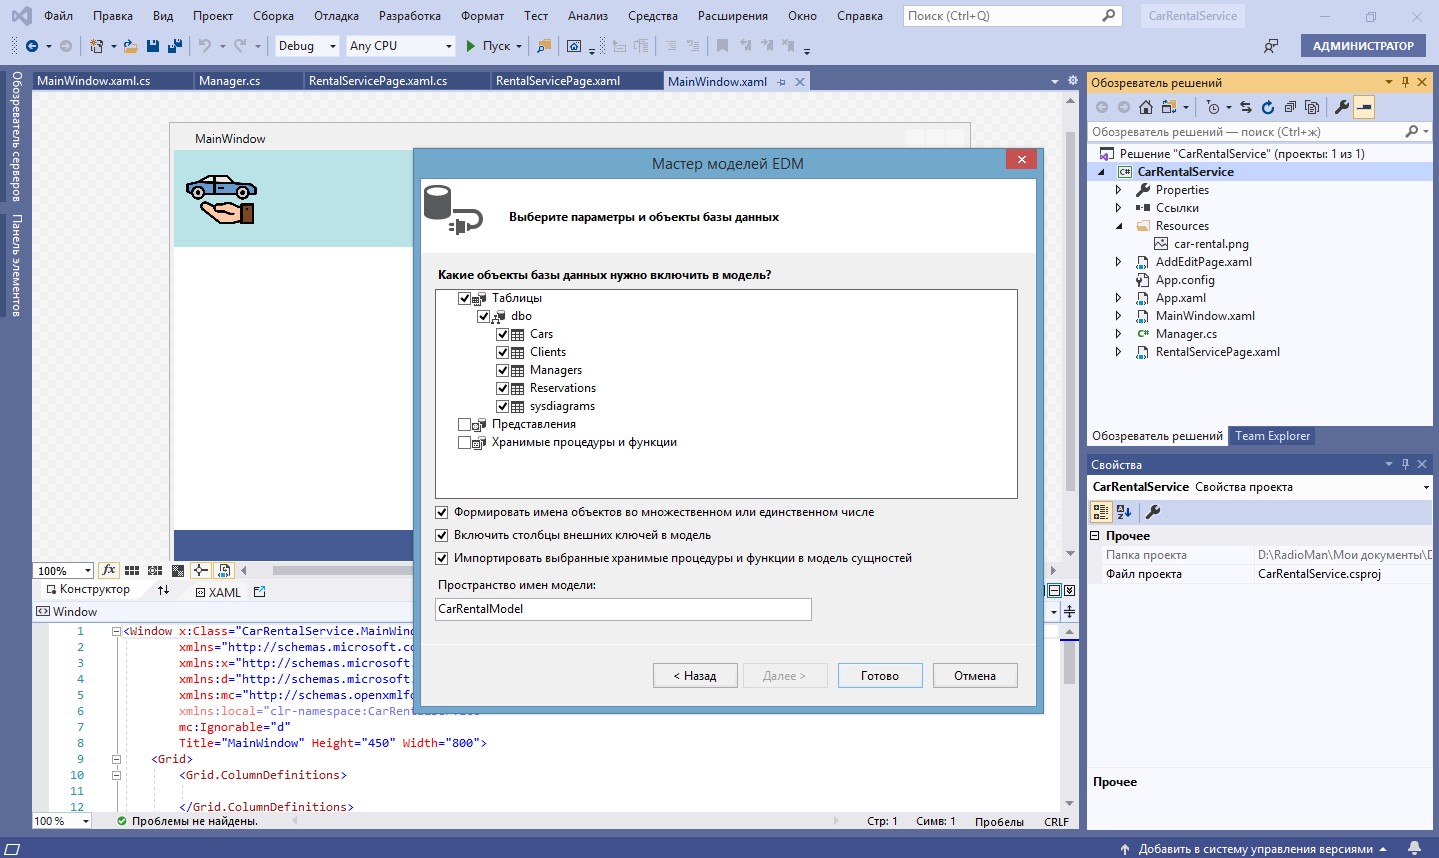 Файл Правка Вид Проект Сборка Отладка Разработка Формат Тест Анализ Средства Расширения Окно Справка Поиск (Ctrl+Q) CarRentalService
Debug Any CPU Пуск АДМИНИСТРАТОР
Обозреватель серверов
Панель элементов
MainWindow.xaml.cs Manager.cs RentalServicePage.xaml.cs RentalServicePage.xaml MainWindow.xaml
MainWindow
Мастер моделей EDM
Выберите параметры и объекты базы данных
Какие объекты базы данных нужно включить в модель?
Таблицы
dbo
Cars
Clients
Managers
Reservations
sysdiagrams
Представления
Хранимые процедуры и функции
Формировать имена объектов во множественном или единственном числе
Включить столбцы внешних ключей в модель
Импортировать выбранные хранимые процедуры и функции в модель сущностей
Пространство имен модели:
CarRentalModel
< Назад Далее > Готово Отмена
100% fx
Конструктор XAML
Window
1 <Window x:Class="CarRentalService.MainWind
2 xmlns="http://schemas.microsoft.co
3 xmlns:x="http://schemas.microsoft.
4 xmlns:d="http://schemas.microsoft.
5 xmlns:mc="http://schemas.openxmlfo
6 xmlns:local="clr-namespace:CarRentalService"
7 mc:Ignorable="d"
8 Title="MainWindow" Height="450" Width="800">
9 <Grid>
10 <Grid.ColumnDefinitions>
11
12 </Grid.ColumnDefinitions>
100 % Проблемы не найдены. Стр: 1 Симв: 1 Пробелы CRLF
Обозреватель решений
Обозреватель решений — поиск (Ctrl+ж)
Решение "CarRentalService" (проекты: 1 из 1)
C# CarRentalService
Properties
Ссылки
Resources
car-rental.png
AddEditPage.xaml
App.config
App.xaml
MainWindow.xaml
C# Manager.cs
RentalServicePage.xaml
Обозреватель решений Team Explorer
Свойства
CarRentalService Свойства проекта
Прочее
Папка проекта D:\RadioMan\Мои документы\D
Файл проекта CarRentalService.csproj
Прочее
Добавить в систему управления версиями